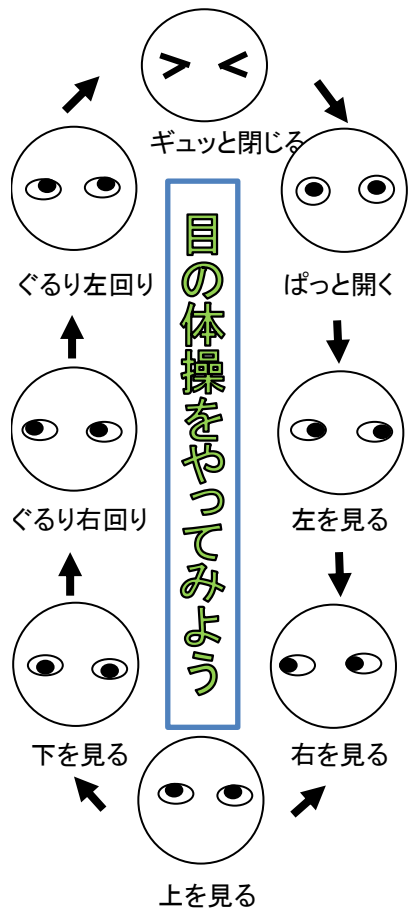 目の体操をやってみよう
ギュッと閉じる
ぱっと開く
左を見る
右を見る
上を見る
下を見る
ぐるり右回り
ぐるり左回り